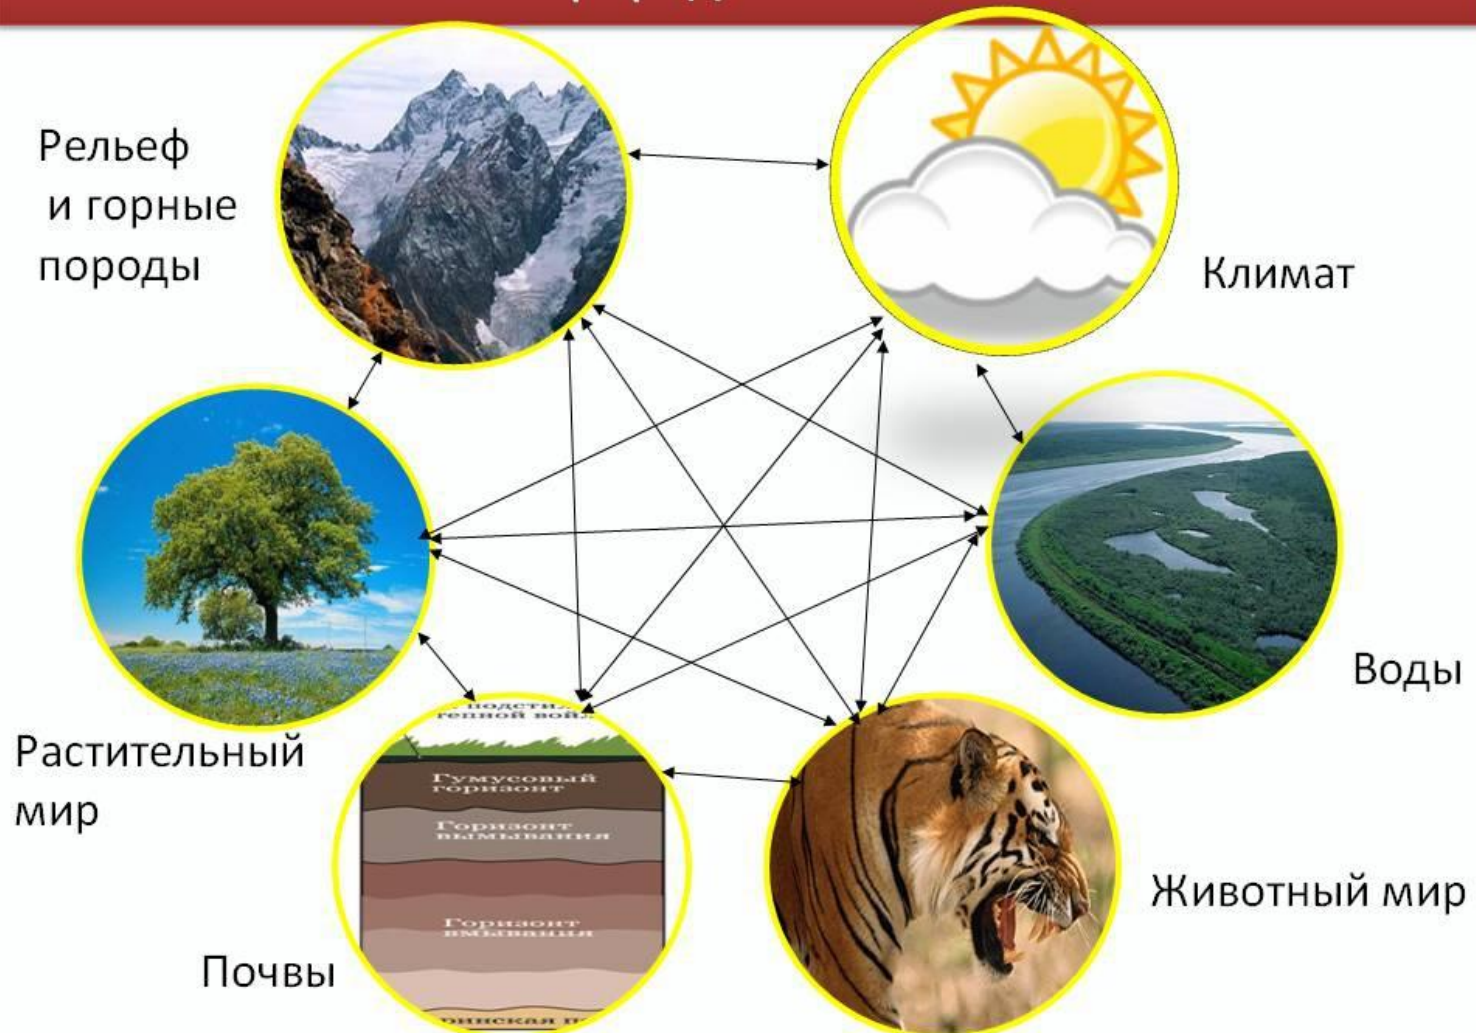 Рельеф
и горные
породы
Климат
Воды
Растительный
мир
Гумусовый
горизонт
Горизонт
вымывания
Горизонт
вмывания
Животный мир
Почвы